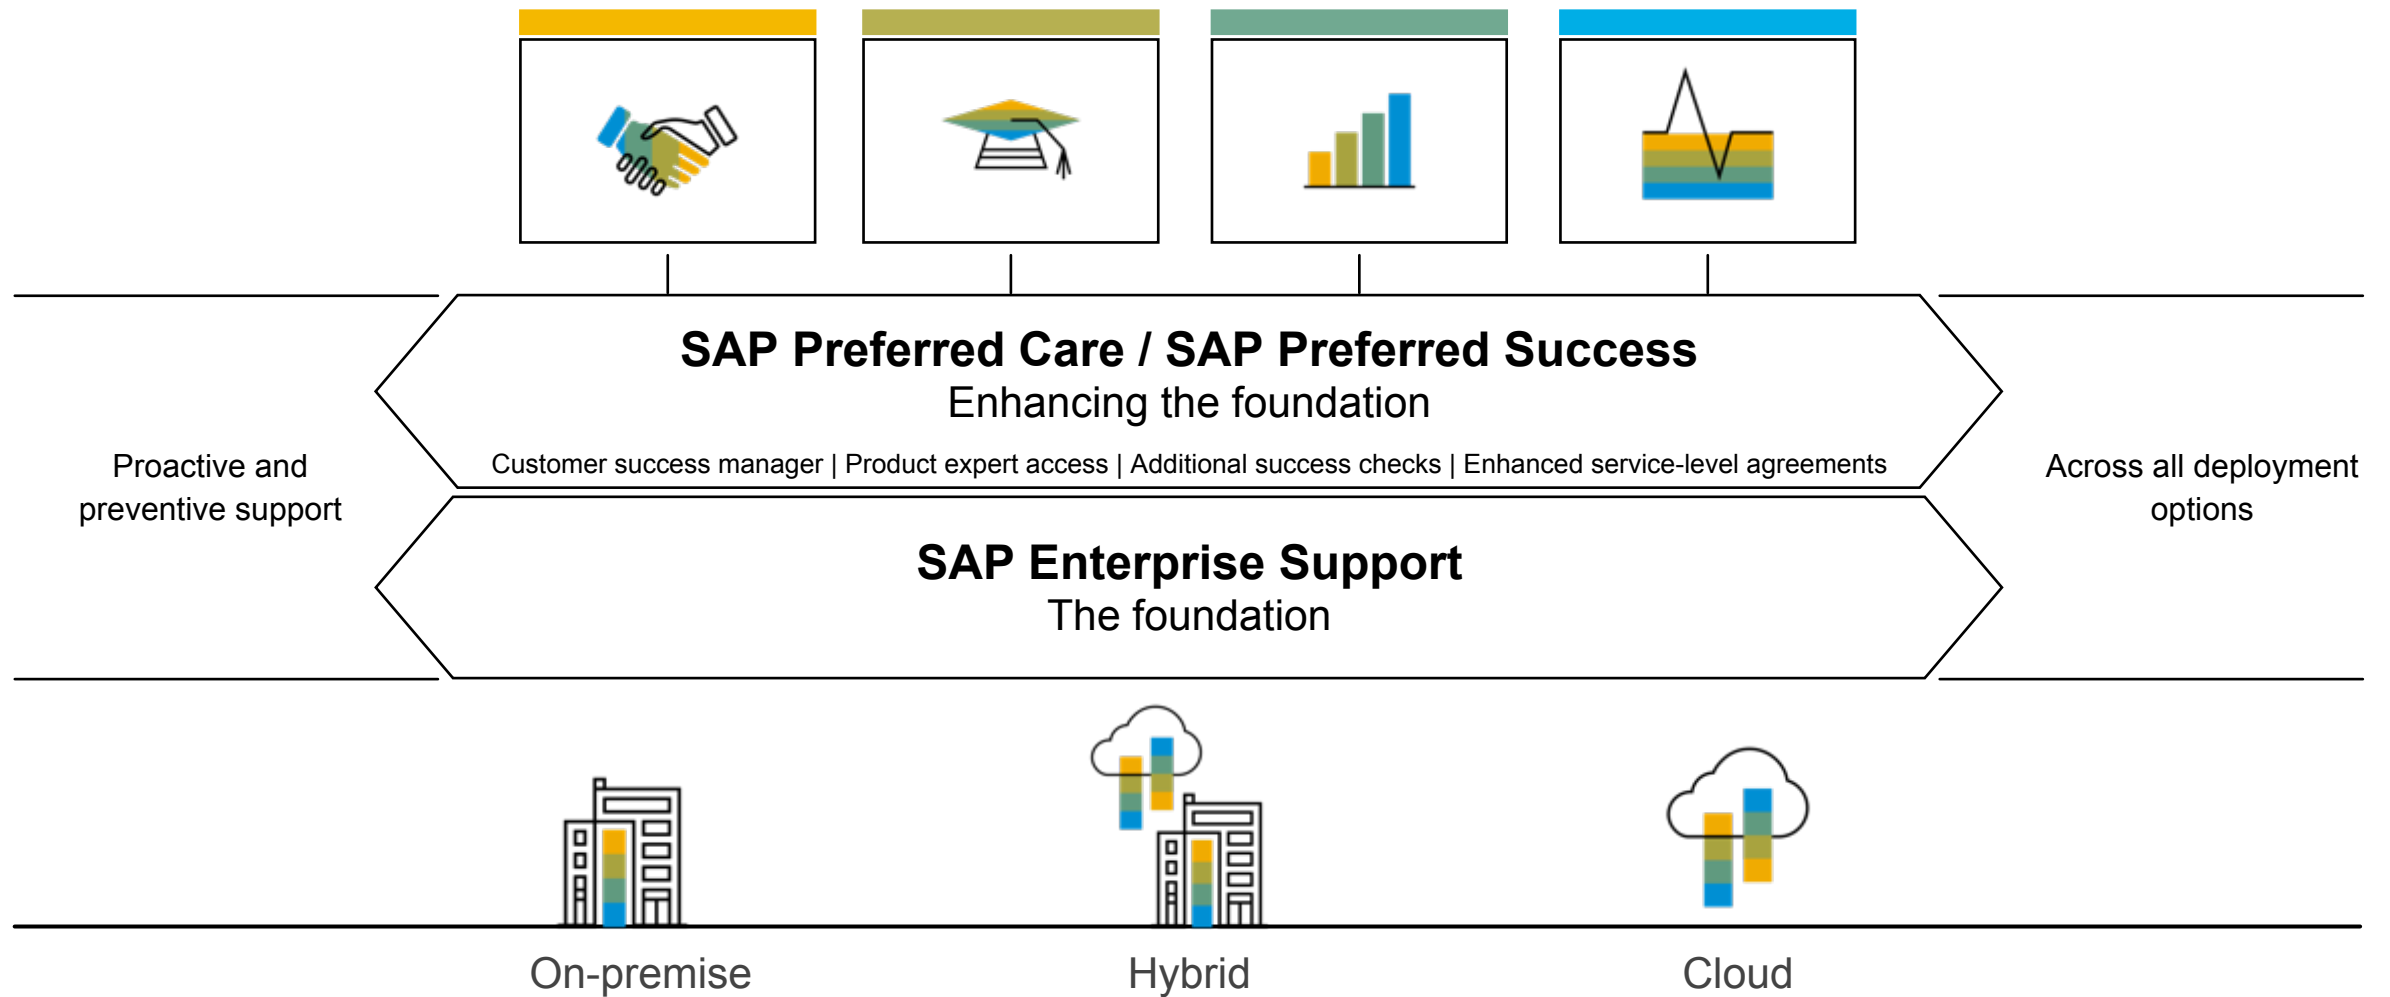 SAP Preferred Care / SAP Preferred Success
Enhancing the foundation
Customer success manager | Product expert access | Additional success checks | Enhanced service-level agreements
Proactive and
preventive support
Across all deployment
options
SAP Enterprise Support
The foundation
On-premise
Hybrid
Cloud